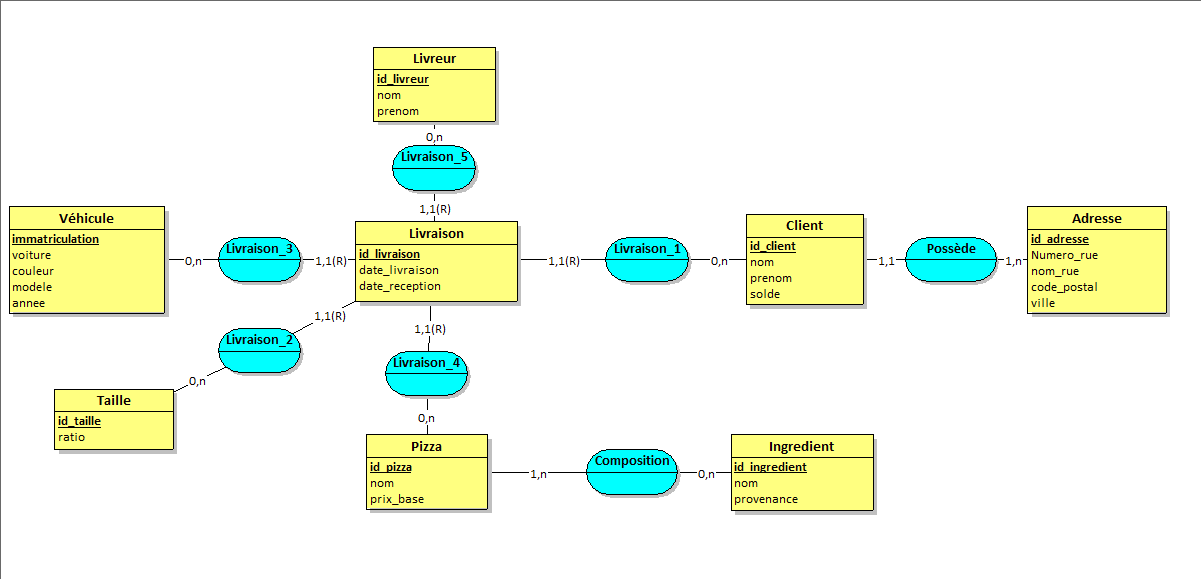 Livreur
id_livreur
nom
prenom
0,n
Livraison_5
1,1(R)
Véhicule
immatriculation
voiture
couleur
modele
annee
0,n
Livraison_3
1,1(R)
Livraison
id_livraison
date_livraison
date_reception
1,1(R)
Livraison_1
0,n
Client
id_client
nom
prenom
solde
1,1
Possède
1,n
Adresse
id_adresse
Numero_rue
nom_rue
code_postal
ville
1,1(R)
Livraison_2
0,n
Taille
id_taille
ratio
1,1(R)
Livraison_4
0,n
Pizza
id_pizza
nom
prix_base
1,n
Composition
0,n
Ingredient
id_ingredient
nom
provenance